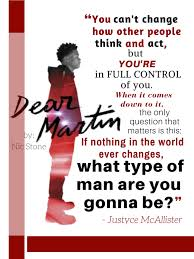 "You can't change
how other people
think and act,
but
YOU'RE
in FULL CONTROL
of you.
When it comes
down to it,
the only
question that
matters is this:
If nothing in the world
ever changes,
what type of
man are you
gonna be?"
- Justyce McAllister
Dear
Martin
by:
Nic Stone